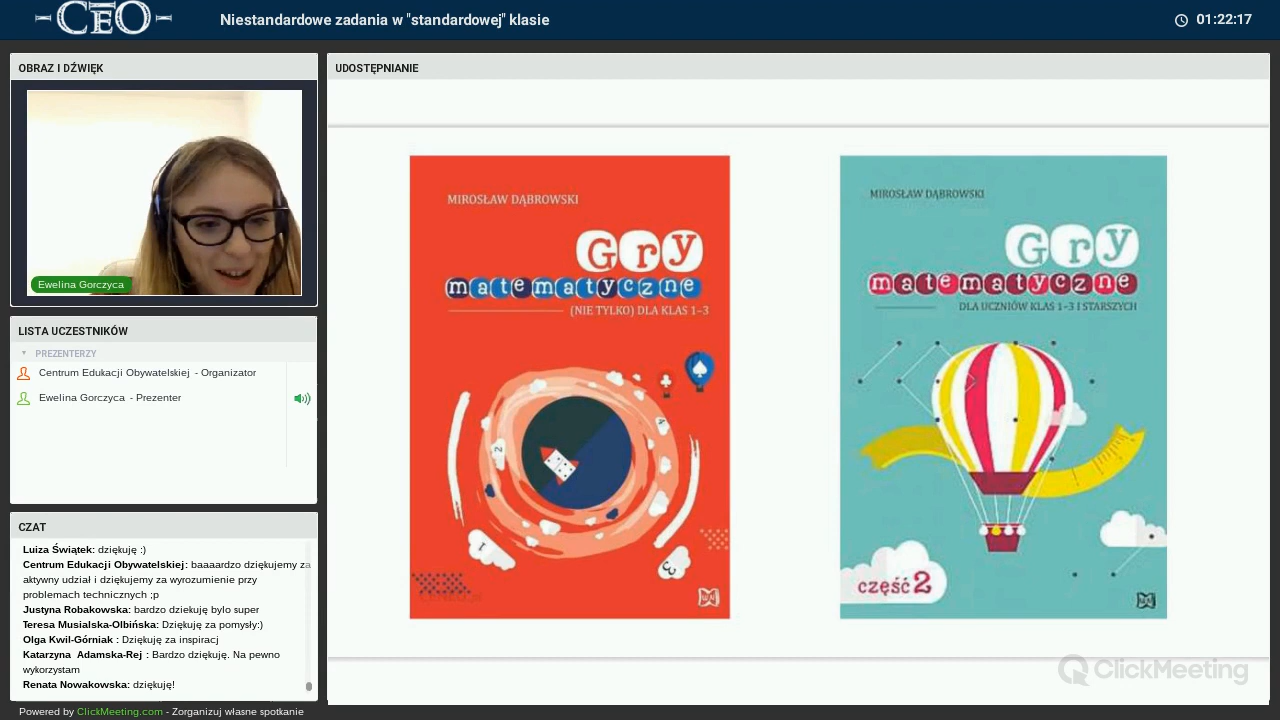 CEO
Niestandardowe zadania w "standardowej" klasie
01:22:17
OBRAZ I DŹWIĘK
Ewelina Gorczyca
LISTA UCZESTNIKÓW
PREZENTERZY
Centrum Edukacji Obywatelskiej - Organizator
Ewelina Gorczyca - Prezenter
CZAT
Luiza Świątek: dziękuję :)
Centrum Edukacji Obywatelskiej: baaaardzo dziękujemy za
aktywny udział i dziękujemy za wyrozumienie przy
problemach technicznych ;p
Justyna Robakowska: bardzo dziekuję bylo super
Teresa Musialska-Olbińska: Dziękuję za pomysły:)
Olga Kwil-Górniak : Dziękuję za inspiracj
Katarzyna Adamska-Rej : Bardzo dziękuję. Na pewno
wykorzystam
Renata Nowakowska: dziękuję!
Powered by ClickMeeting.com - Zorganizuj własne spotkanie
UDOSTĘPNIANIE
MIROSŁAW DĄBROWSKI
Gry
matematyczne
(NIE TYLKO) DLA KLAS 1–3
2
4
1
3
MIROSŁAW DĄBROWSKI
Gry
matematyczne
DLA UCZNIÓW KLAS 1–3 I STARSZYCH
część 2
ClickMeeting